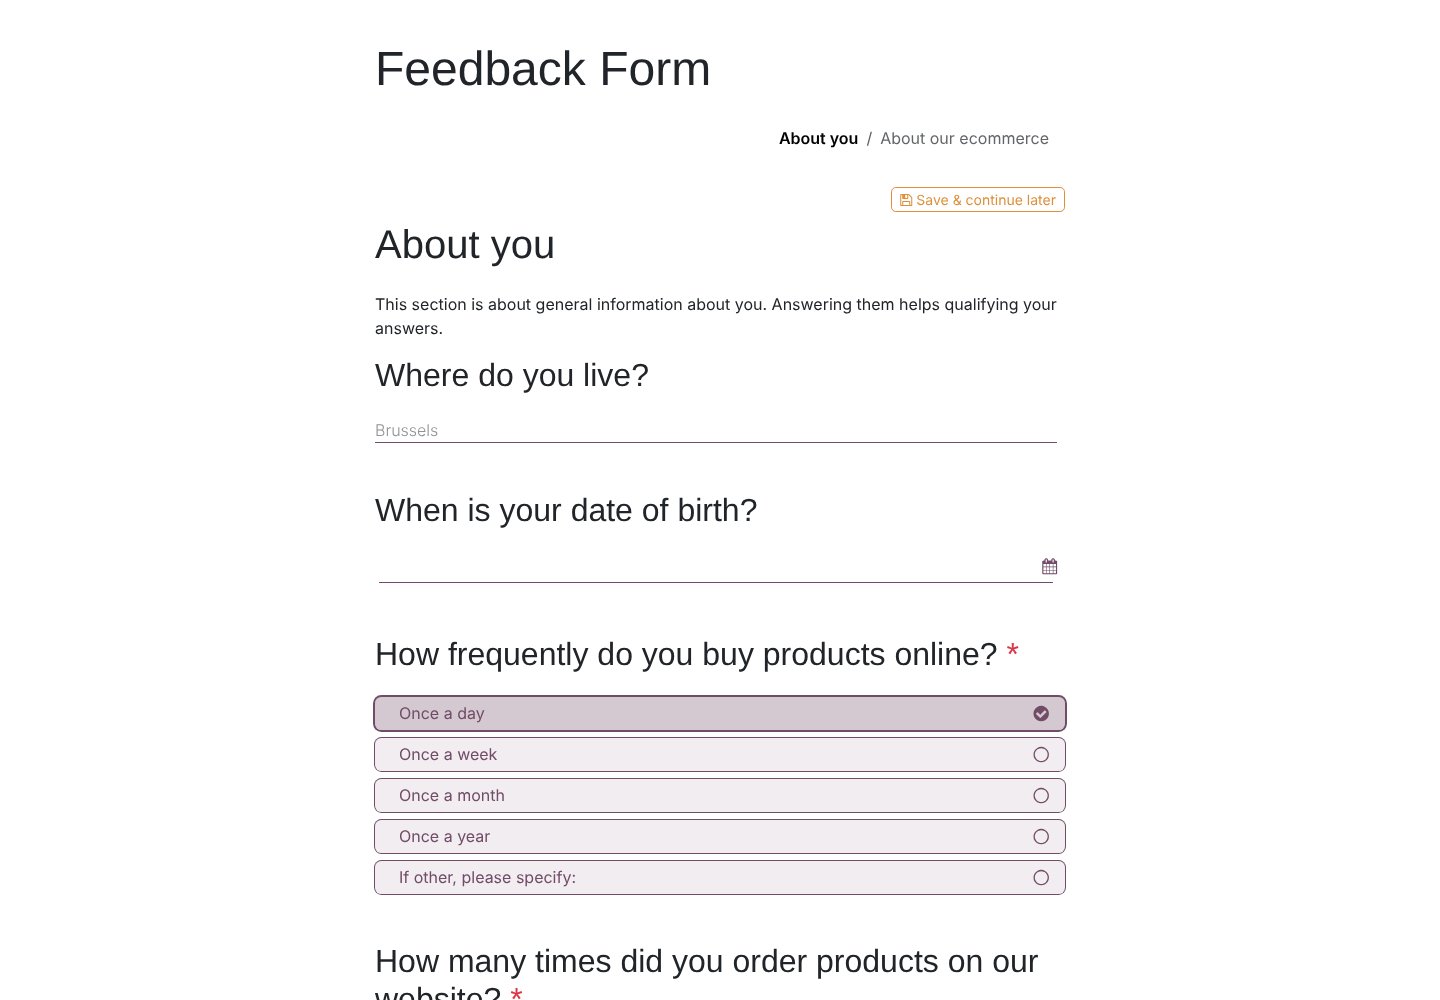 Feedback Form
About you / About our ecommerce
Save & continue later
About you
This section is about general information about you. Answering them helps qualifying your
answers.
Where do you live?
Brussels
When is your date of birth?
How frequently do you buy products online? *
Once a day
Once a week
Once a month
Once a year
If other, please specify:
How many times did you order products on our
website? *